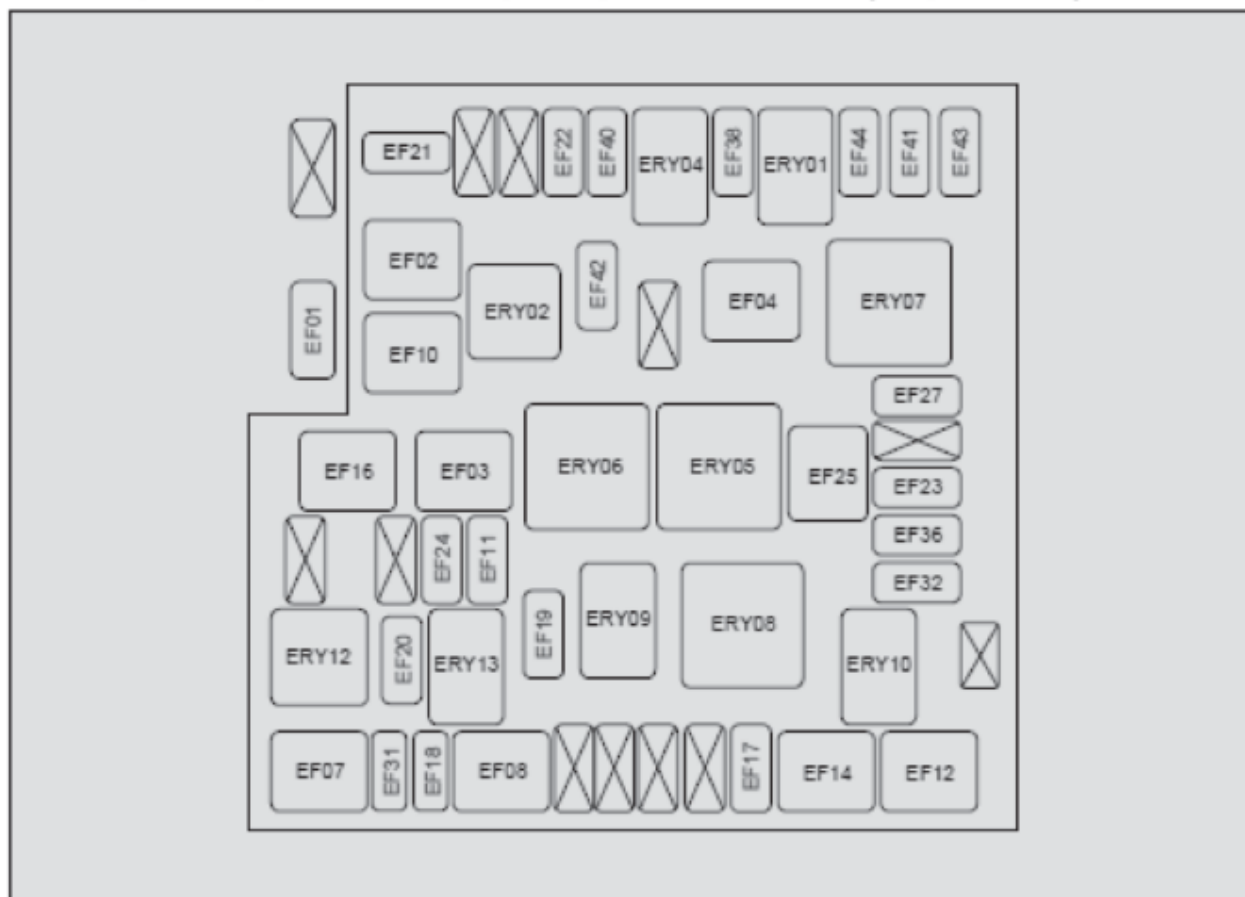 EF21 EF22 EF40 ERY04 EF38 ERY01 EF44 EF41 EF43
EF02 ERY02 EF42 EF04 ERY07
EF01 EF10
EF27
EF16 EF03 ERY06 ERY05 EF25 EF23
EF24 EF11 EF36
EF32
ERY12 EF20 ERY13 EF19 ERY09 ERY08 ERY10
EF07 EF31 EF18 EF08 EF17 EF14 EF12